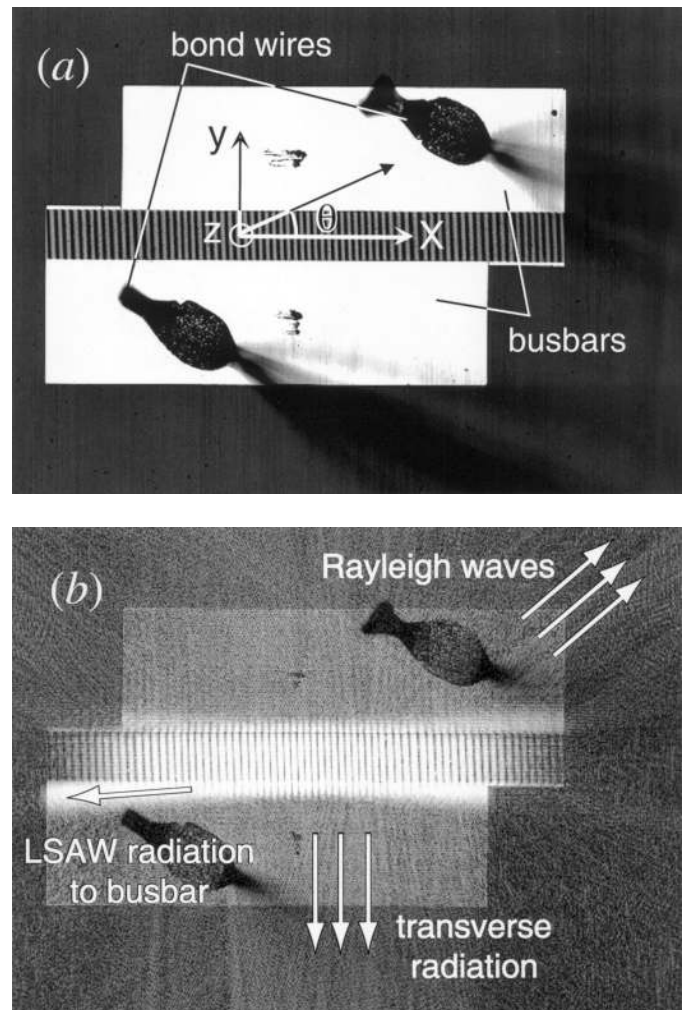 bond wires
(a)
y
θ
z
X
busbars
Rayleigh waves
(b)
LSAW radiation
to busbar
transverse
radiation